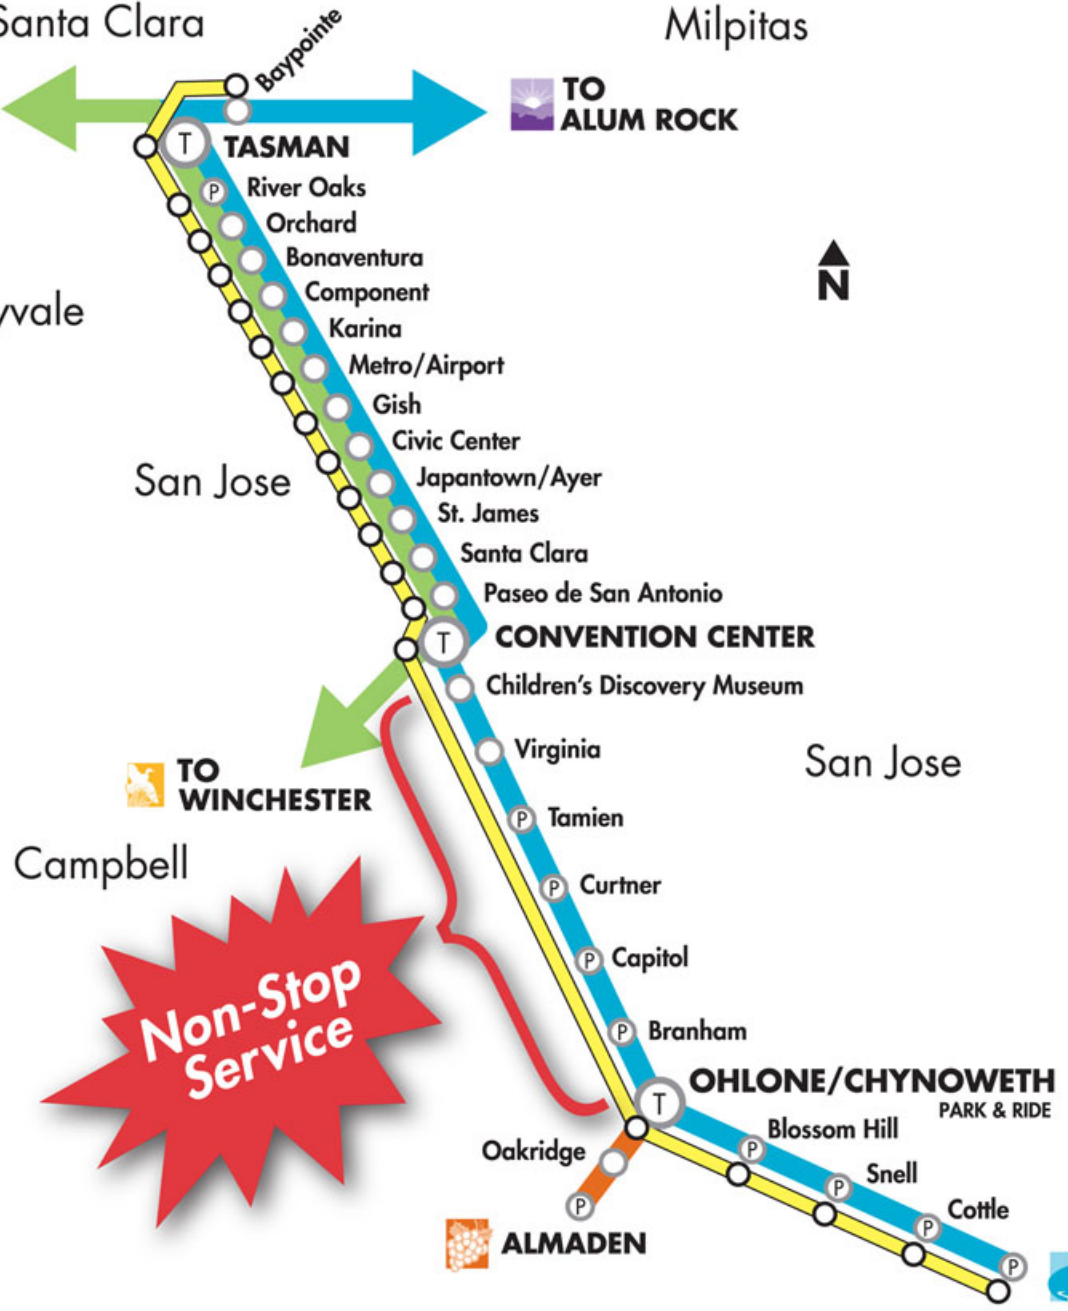 Santa Clara
Milpitas
Baypointe
TO
ALUM ROCK
T
TASMAN
P
River Oaks
Orchard
Bonaventura
N
Component
yvale
Karina
Metro/Airport
Gish
Civic Center
San Jose
Japantown/Ayer
St. James
Santa Clara
Paseo de San Antonio
T
CONVENTION CENTER
Children's Discovery Museum
Virginia
San Jose
TO
WINCHESTER
P
Tamien
Campbell
P
Curtner
P
Capitol
Non-Stop
Service
P
Branham
T
OHLONE/CHYNOWETH
PARK & RIDE
P
Blossom Hill
Oakridge
P
Snell
P
ALMADEN
P
Cottle
P